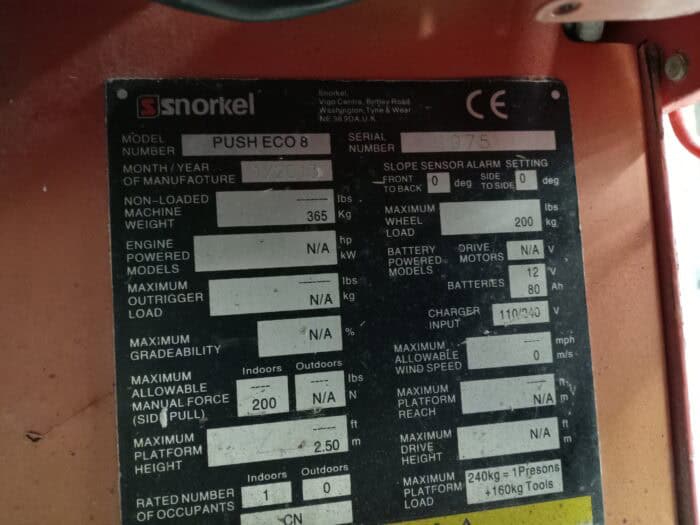 snorkel
Snorkel,
Vigo Centre, Birtley Road
Washington, Tyne & Wear
NE 38 9DA, U.K
CE
MODEL NUMBER PUSH ECO 8
SERIAL NUMBER 975
MONTH / YEAR OF MANUFACTURE
SLOPE SENSOR ALARM SETTING
FRONT TO BACK 0 deg SIDE TO SIDE 0 deg
NON-LOADED MACHINE WEIGHT ---- lbs
365 Kg
MAXIMUM WHEEL LOAD ---- lbs
200 kg
ENGINE POWERED MODELS N/A hp
kW
BATTERY POWERED MODELS DRIVE MOTORS N/A V
BATTERIES 12 V
80 Ah
MAXIMUM OUTRIGGER LOAD ---- lbs
N/A kg
CHARGER INPUT 110/240 V
MAXIMUM GRADEABILITY N/A %
MAXIMUM ALLOWABLE WIND SPEED ---- mph
0 m/s
Indoors Outdoors
MAXIMUM ALLOWABLE MANUAL FORCE (SIDE PULL) ---- ---- lbs
200 N/A N
MAXIMUM PLATFORM REACH ---- ft
N/A m
MAXIMUM PLATFORM HEIGHT ---- ft
2.50 m
MAXIMUM DRIVE HEIGHT N/A ft
m
Indoors Outdoors
RATED NUMBER OF OCCUPANTS 1 0
MAXIMUM PLATFORM LOAD 240kg = 1Presons
+160kg Tools
CN